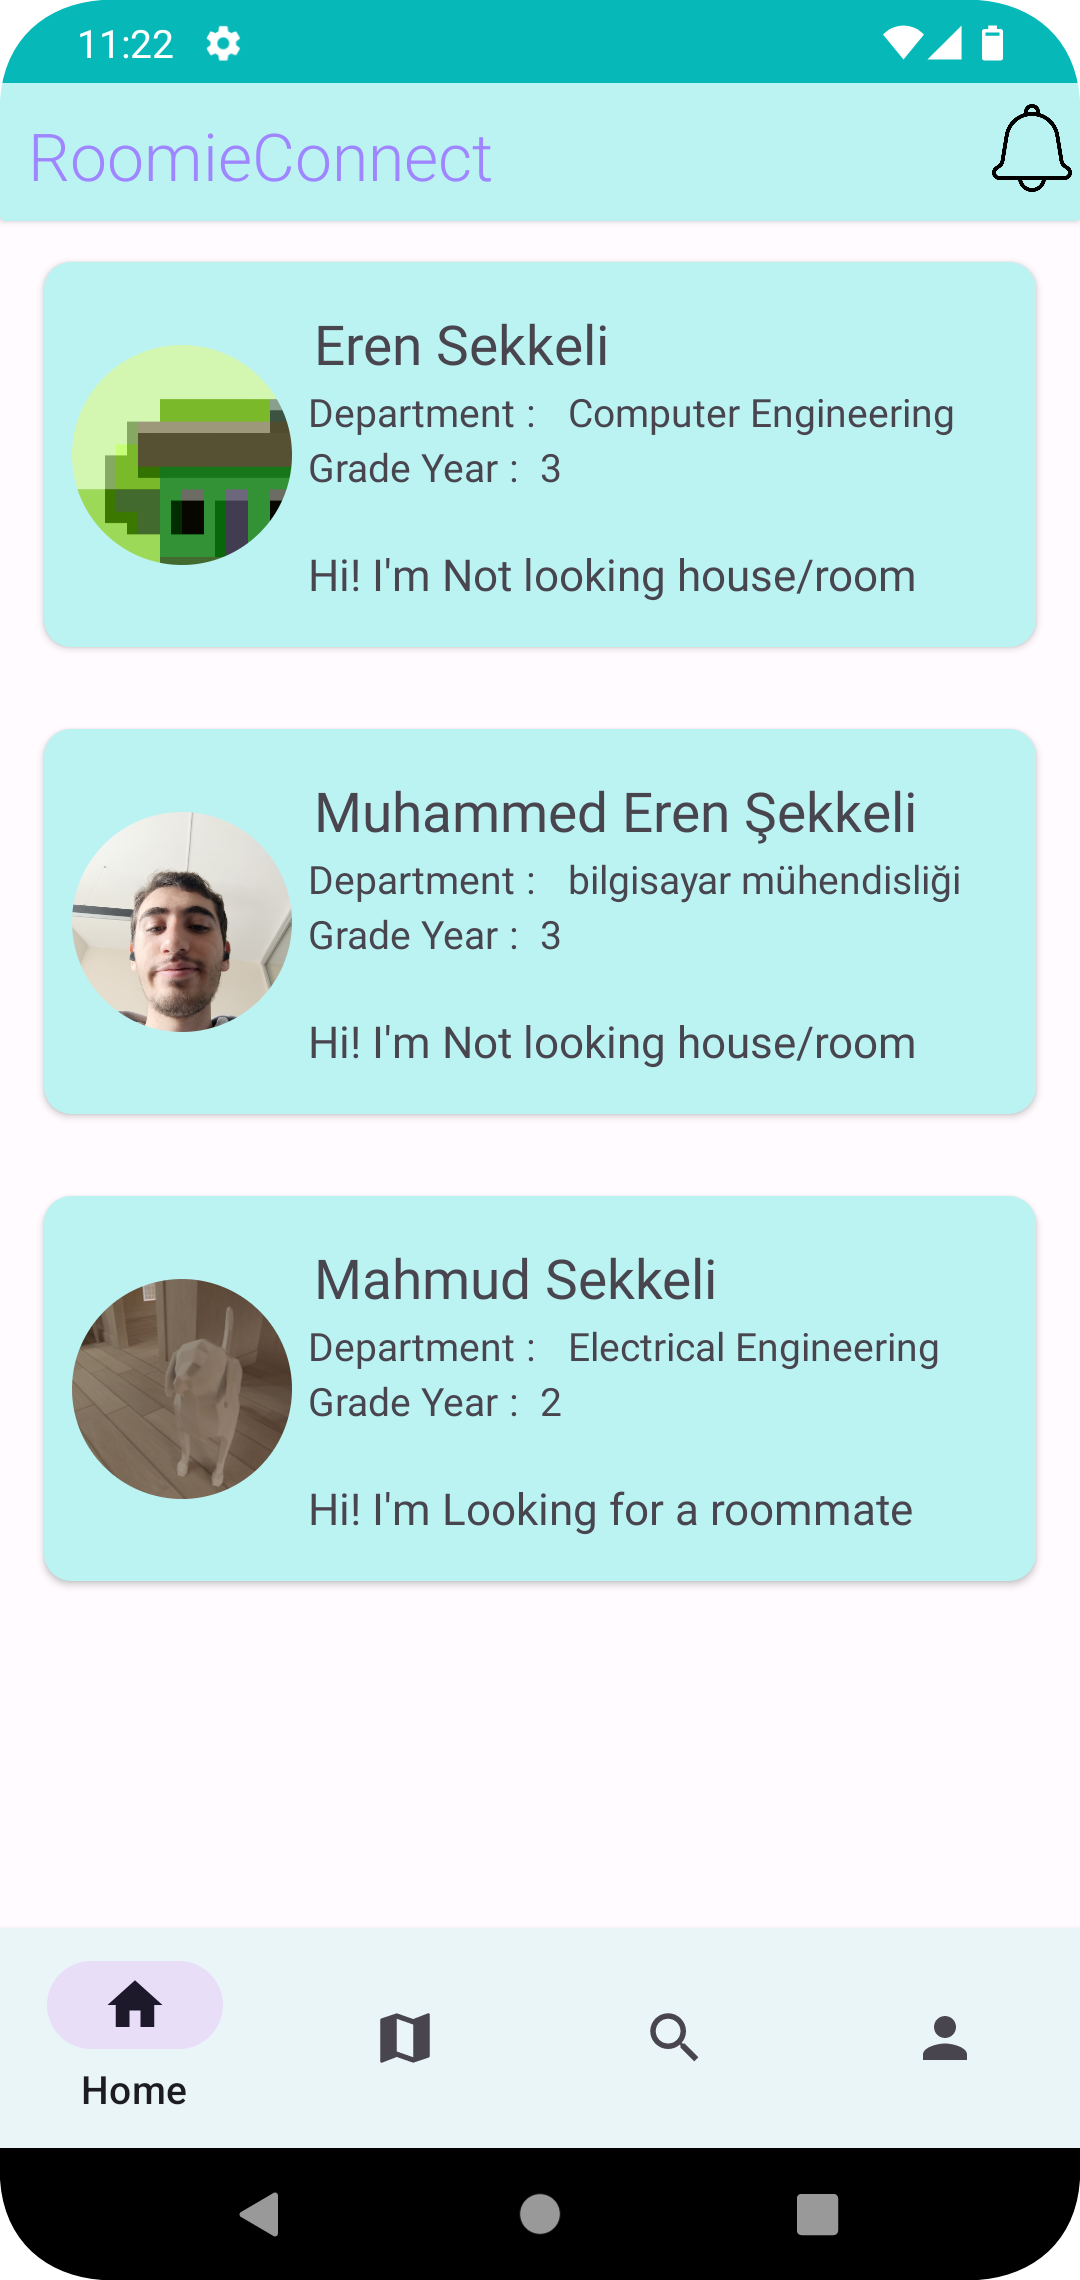 11:22
RoomieConnect
Eren Sekkeli
Department : Computer Engineering
Grade Year : 3
Hi! I'm Not looking house/room
Muhammed Eren Şekkeli
Department : bilgisayar mühendisliği
Grade Year : 3
Hi! I'm Not looking house/room
Mahmud Sekkeli
Department : Electrical Engineering
Grade Year : 2
Hi! I'm Looking for a roommate
Home